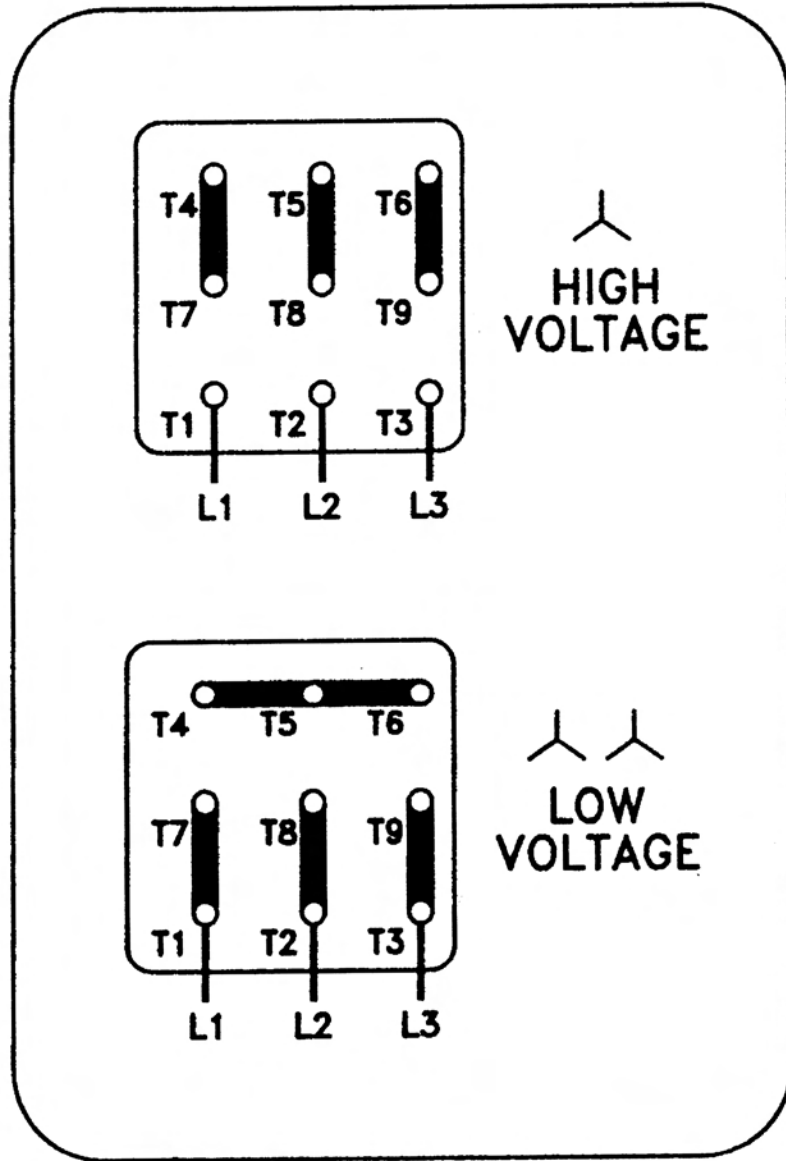 T4 T5 T6
T7 T8 T9
T1 T2 T3
L1 L2 L3
HIGH
VOLTAGE
T4 T5 T6
T7 T8 T9
T1 T2 T3
L1 L2 L3
LOW
VOLTAGE